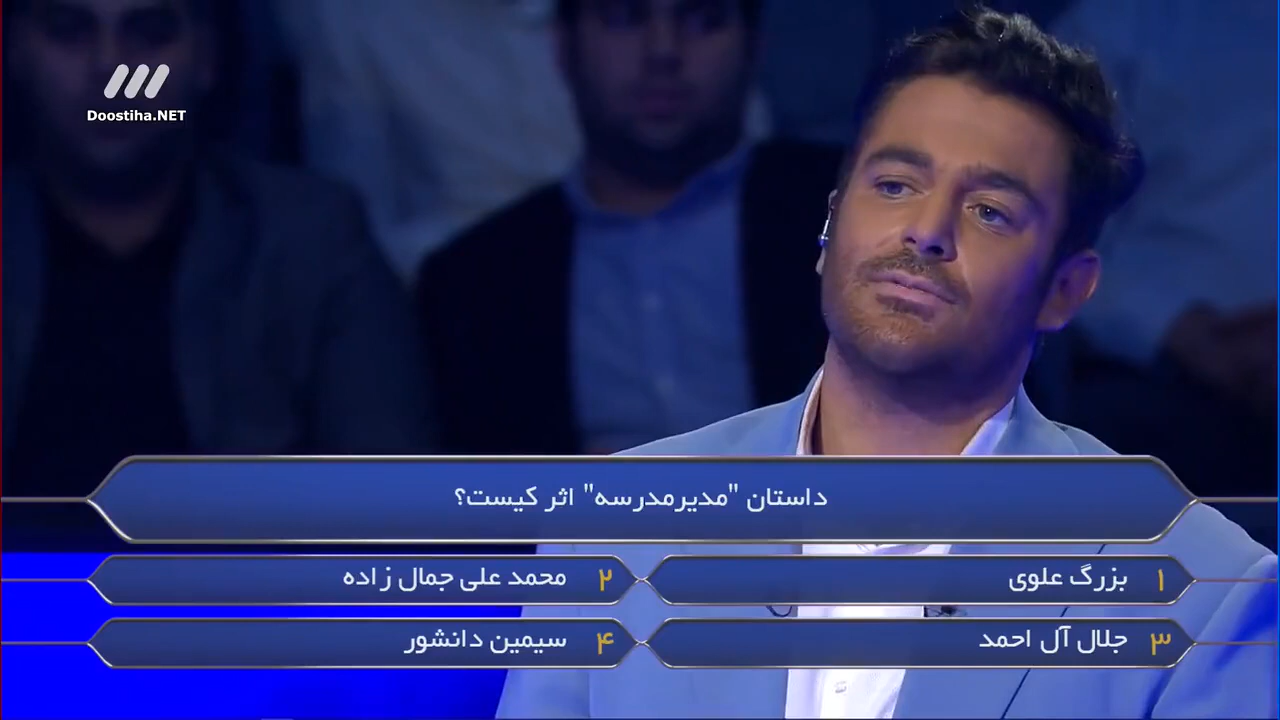 Doostiha.NET
داستان "مدیرمدرسه" اثر کیست؟
۱ بزرگ علوی
۲ محمد علی جمال زاده
۳ جلال آل احمد
۴ سیمین دانشور